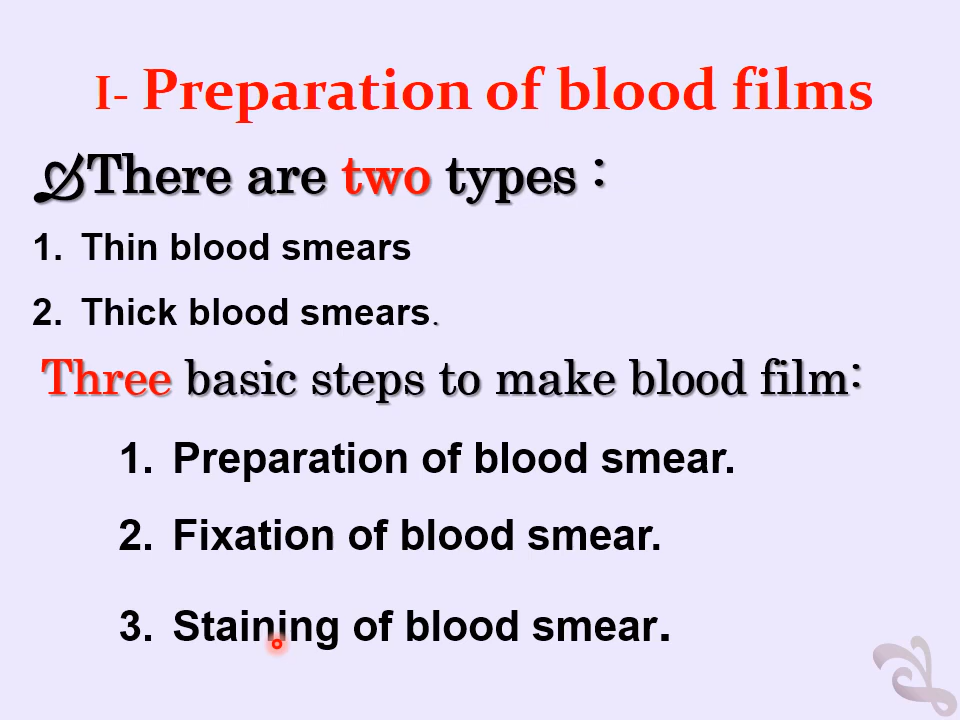 I- Preparation of blood films
There are two types :
1. Thin blood smears
2. Thick blood smears.
Three basic steps to make blood film:
1. Preparation of blood smear.
2. Fixation of blood smear.
3. Staining of blood smear.